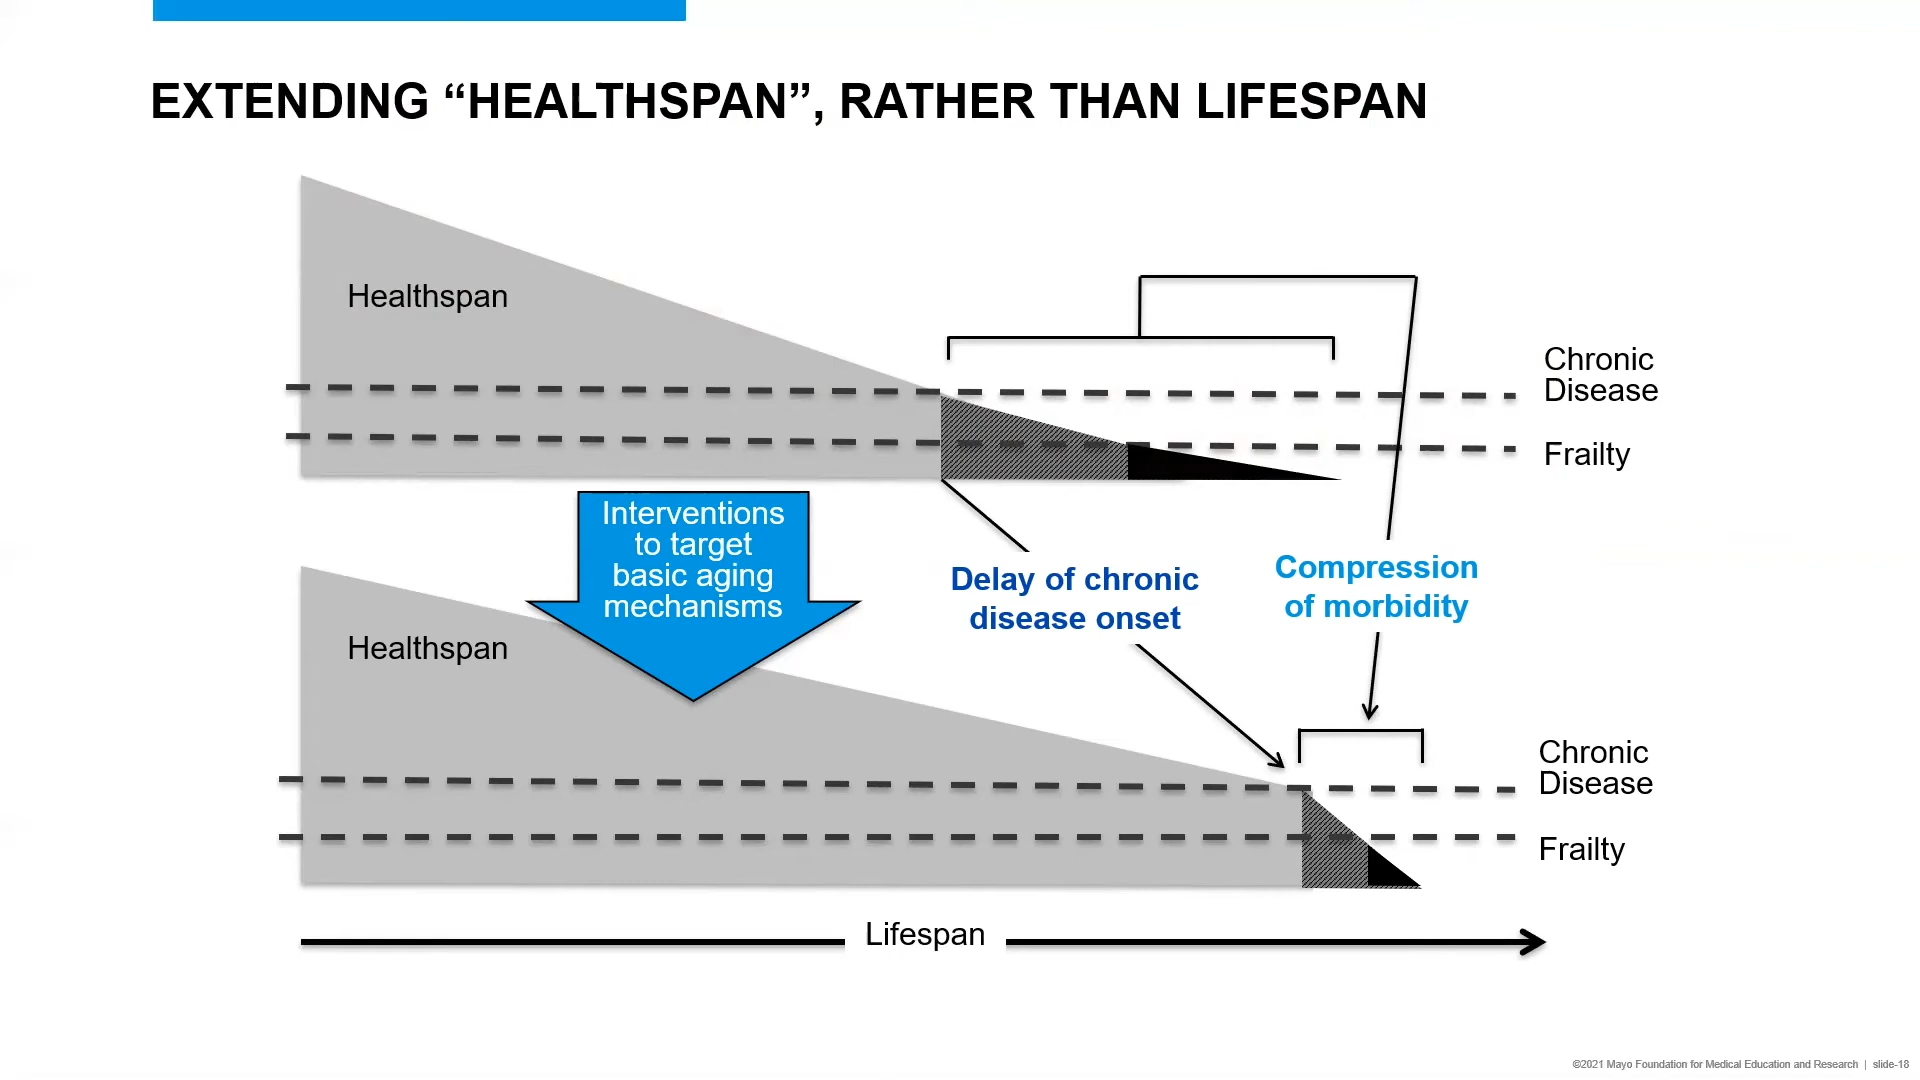 EXTENDING “HEALTHSPAN”, RATHER THAN LIFESPAN
Healthspan
Chronic
Disease
Frailty
Interventions
to target
basic aging
mechanisms
Delay of chronic
disease onset
Compression
of morbidity
Healthspan
Chronic
Disease
Frailty
Lifespan
©2021 Mayo Foundation for Medical Education and Research | slide-18